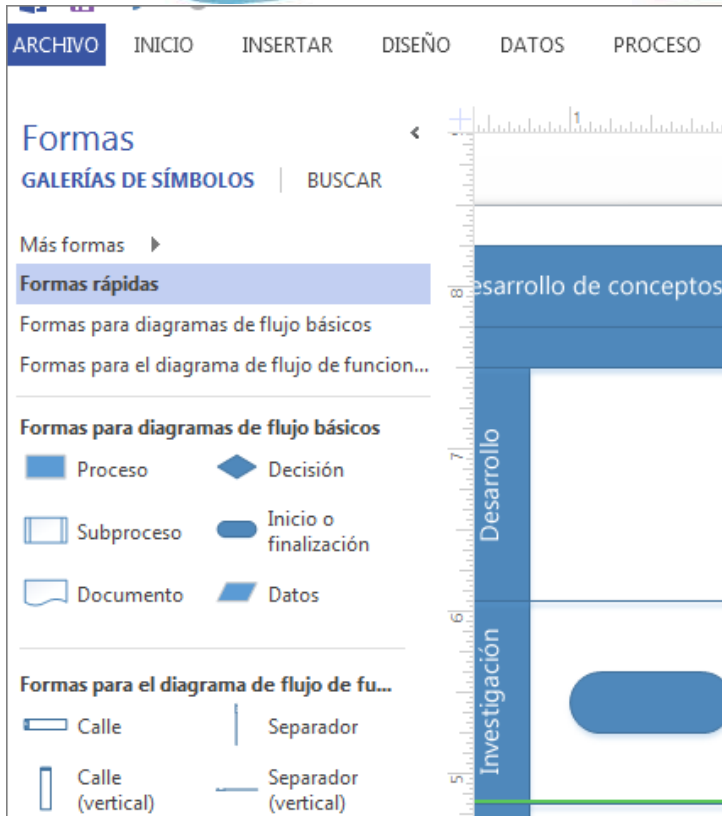 ARCHIVO INICIO INSERTAR DISEÑO DATOS PROCESO
1
Formas
GALERÍAS DE SÍMBOLOS BUSCAR
Más formas
Formas rápidas
Formas para diagramas de flujo básicos
Formas para el diagrama de flujo de funcion...
Formas para diagramas de flujo básicos
Proceso Decisión
Subproceso Inicio o
finalización
Documento Datos
Formas para el diagrama de flujo de fu...
Calle Separador
Calle Separador
(vertical) (vertical)
8
7
6
5
esarrollo de conceptos
Desarrollo
Investigación